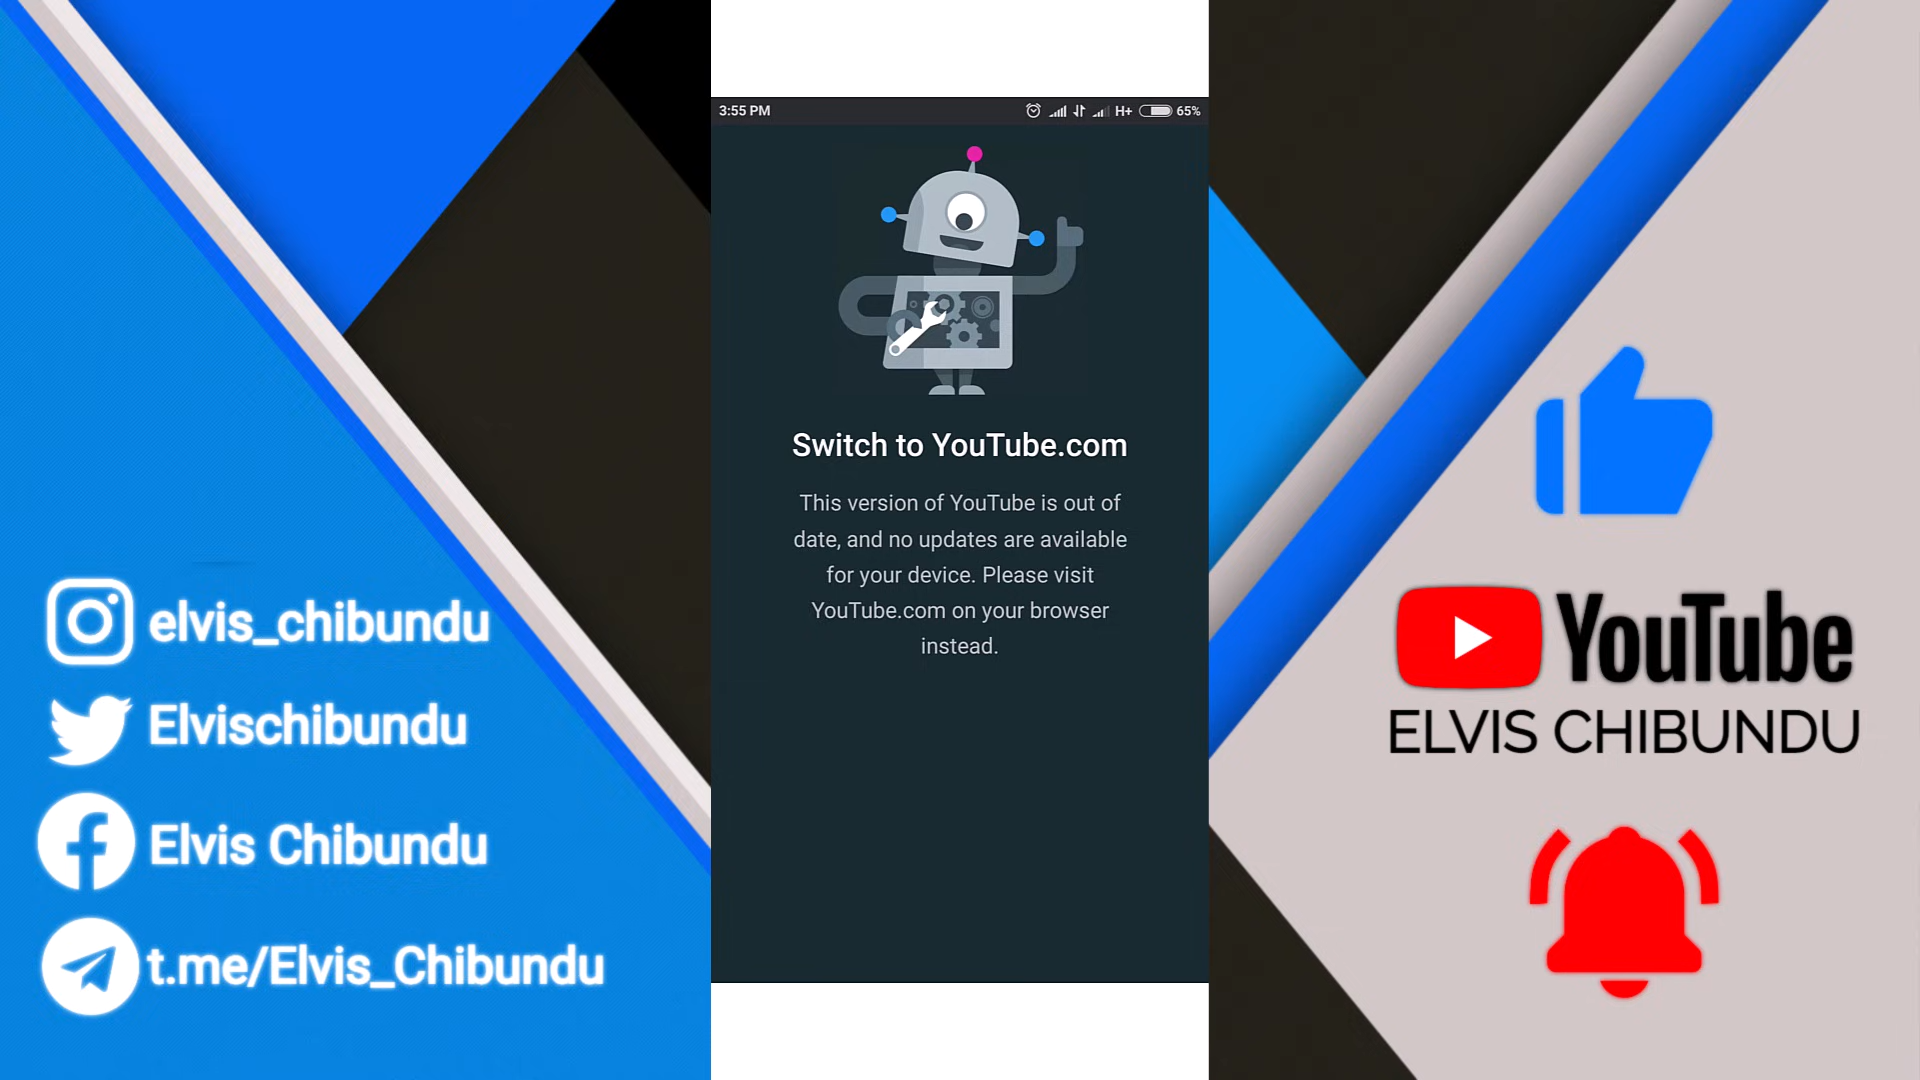 3:55 PM
H+
65%
Switch to YouTube.com
This version of YouTube is out of
date, and no updates are available
for your device. Please visit
YouTube.com on your browser
instead.
elvis_chibundu
Elvischibundu
Elvis Chibundu
t.me/Elvis_Chibundu
YouTube
ELVIS CHIBUNDU